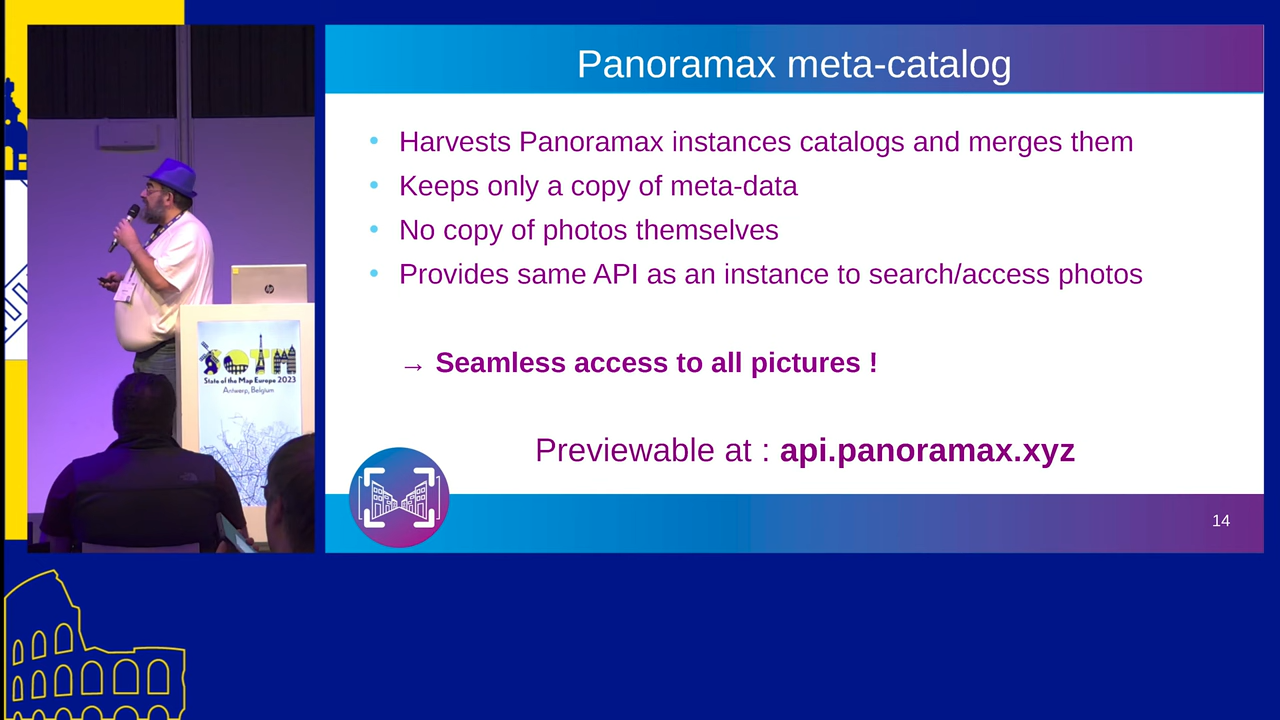 Panoramax meta-catalog
• Harvests Panoramax instances catalogs and merges them
• Keeps only a copy of meta-data
• No copy of photos themselves
• Provides same API as an instance to search/access photos
→ Seamless access to all pictures !
Previewable at : api.panoramax.xyz
14
hp
SOTM
State of the Map Europe 2023
Antwerp, Belgium